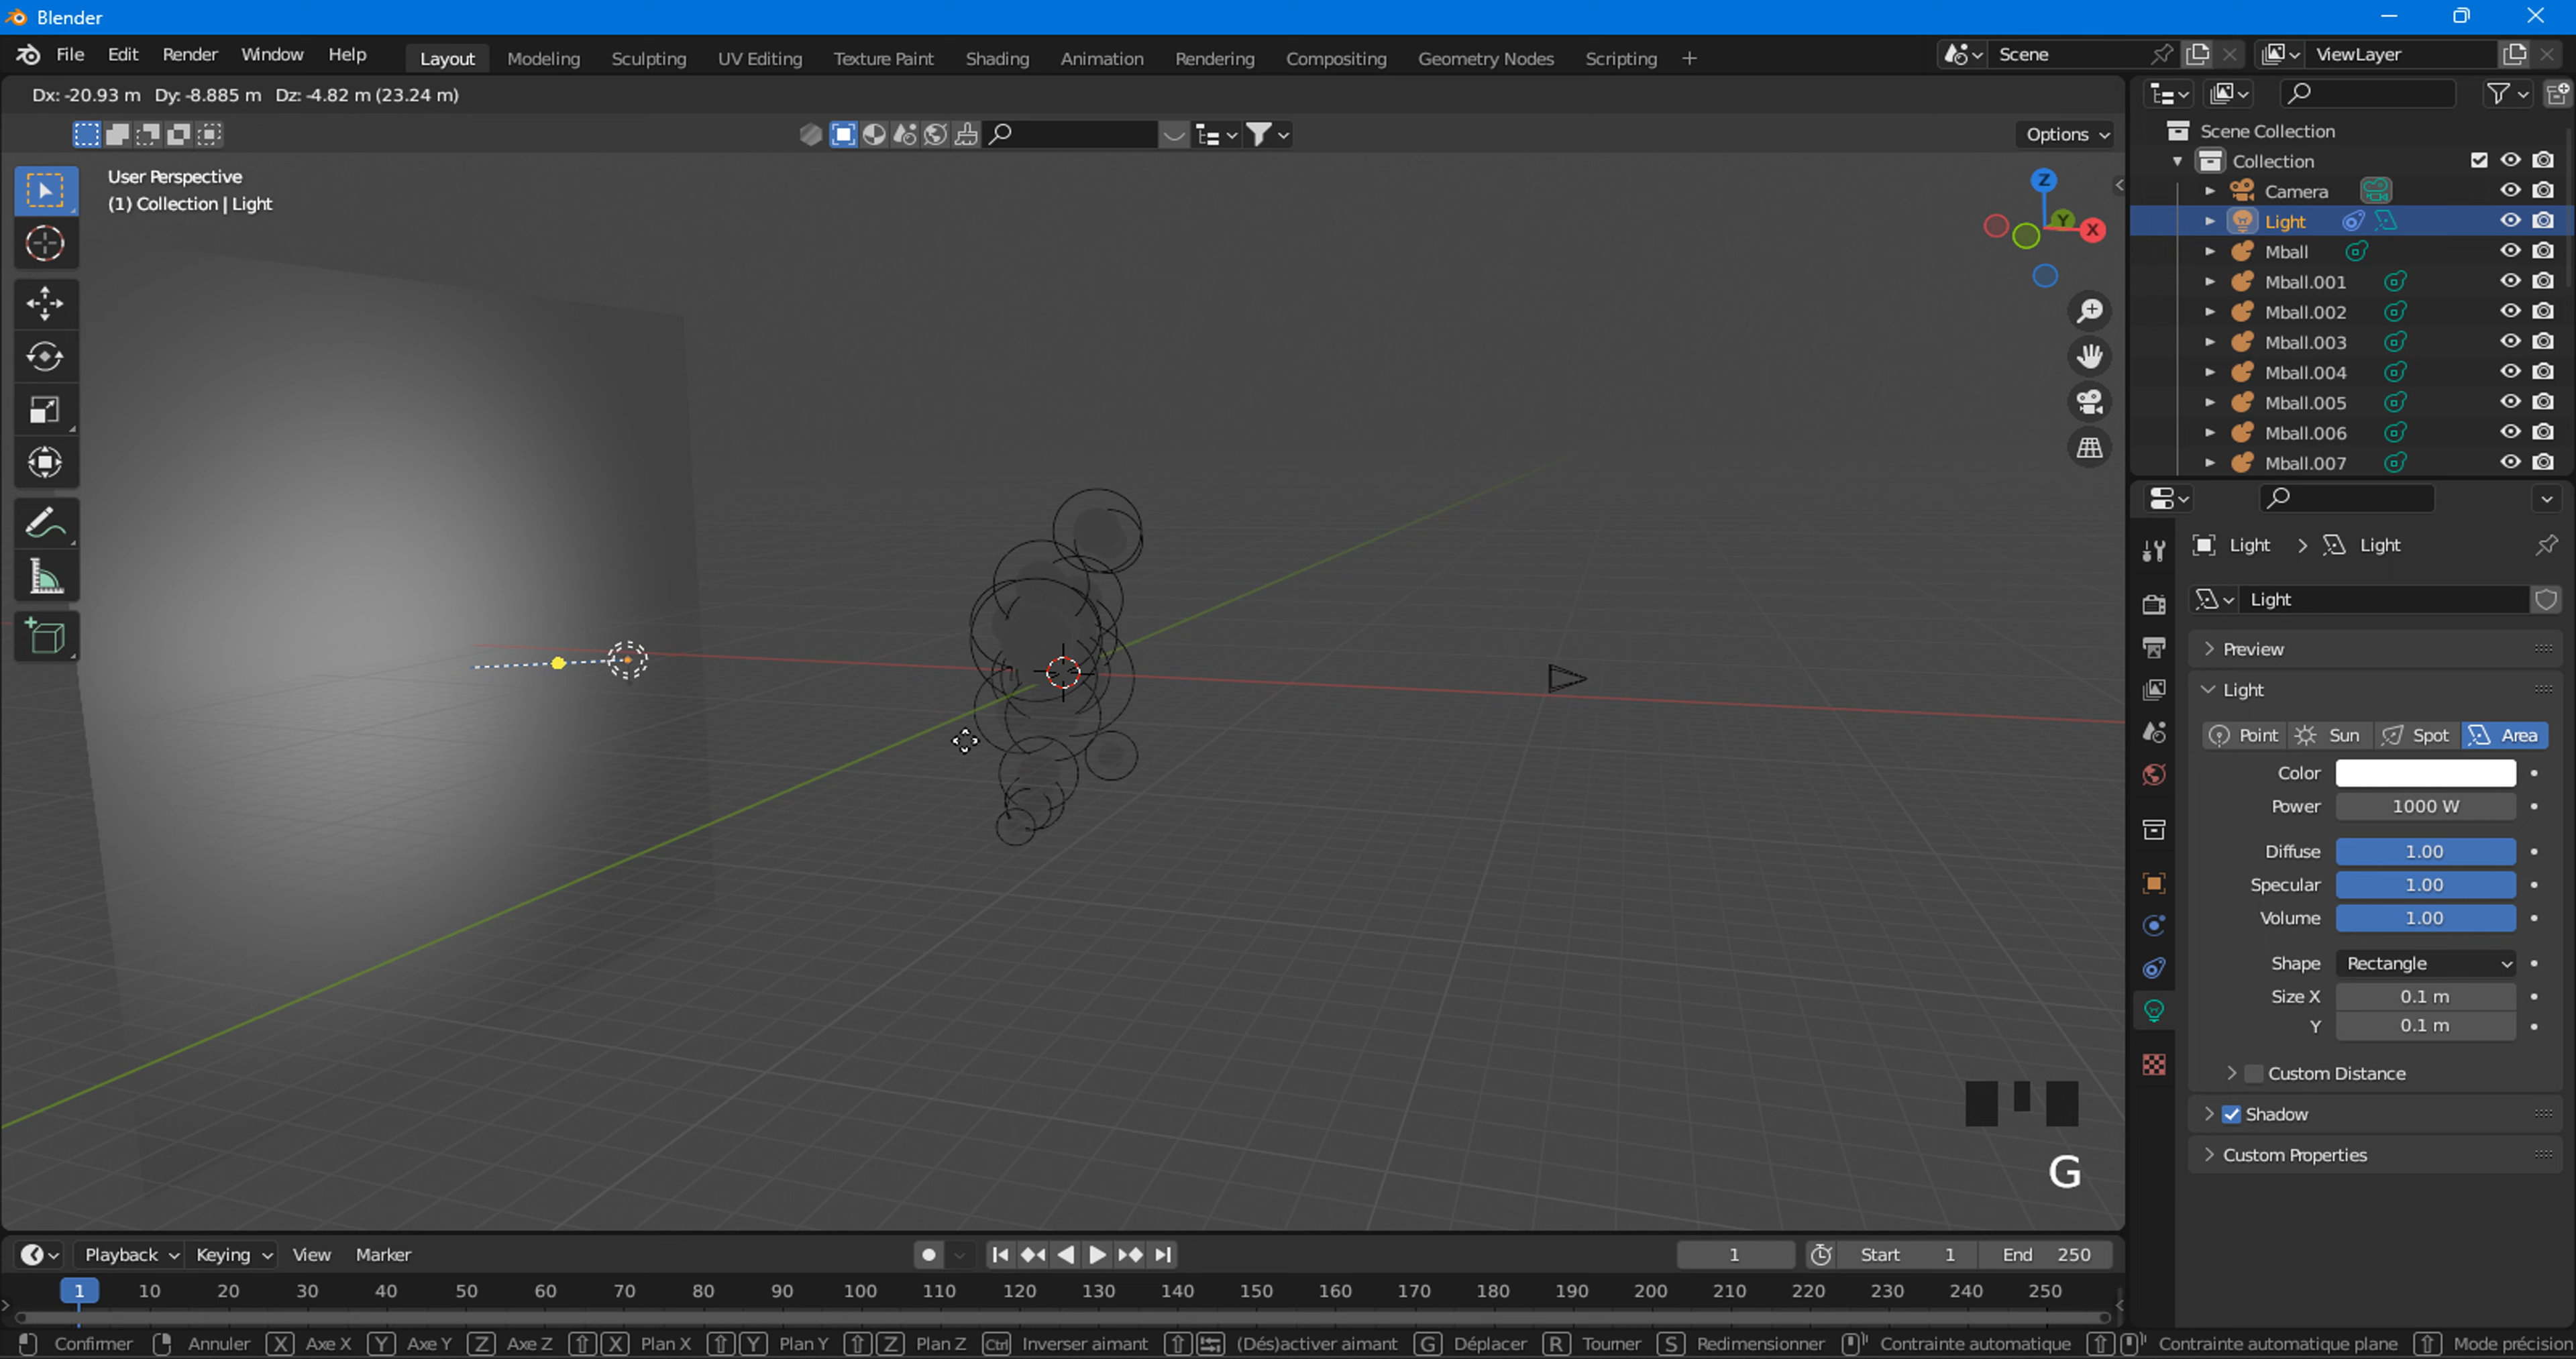 Blender
File Edit Render Window Help Layout Modeling Sculpting UV Editing Texture Paint Shading Animation Rendering Compositing Geometry Nodes Scripting + Scene ViewLayer
Dx: -20.93 m Dy: -8.885 m Dz: -4.82 m (23.24 m)
Options
User Perspective
(1) Collection | Light
Z
Y
X
G
Scene Collection
Collection
Camera
Light
Mball
Mball.001
Mball.002
Mball.003
Mball.004
Mball.005
Mball.006
Mball.007
Light > Light
Light
Preview
Light
Point Sun Spot Area
Color
Power 1000 W
Diffuse 1.00
Specular 1.00
Volume 1.00
Shape Rectangle
Size X 0.1 m
Y 0.1 m
Custom Distance
Shadow
Custom Properties
Playback Keying View Marker 1 Start 1 End 250
1 10 20 30 40 50 60 70 80 90 100 110 120 130 140 150 160 170 180 190 200 210 220 230 240 250
Confirmer Annuler X Axe X Y Axe Y Z Axe Z X Plan X Y Plan Y Z Plan Z Ctrl Inverser aimant (Dés)activer aimant G Déplacer R Tourner S Redimensionner Contrainte automatique Contrainte automatique plane Mode précision